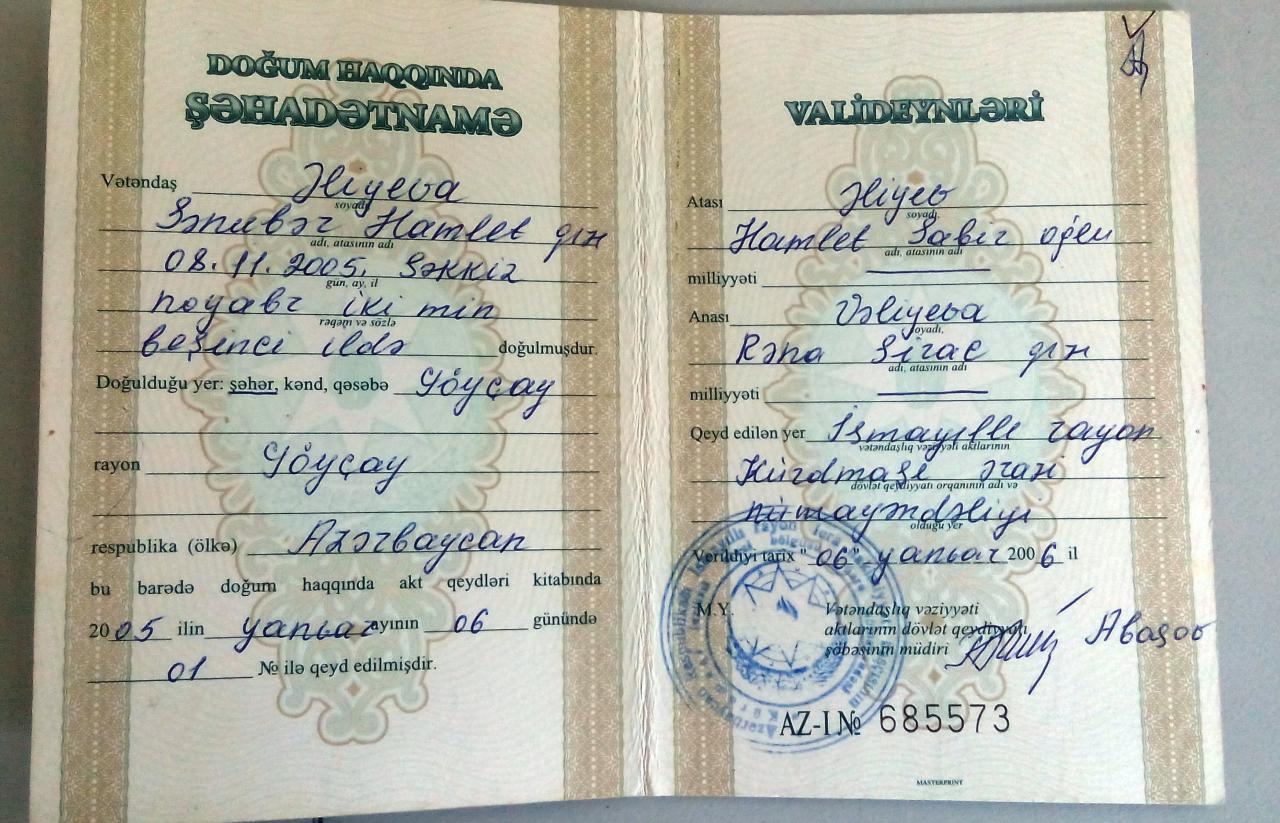 DOĞUM HAQQINDA
ŞƏHADƏTNAMƏ
Vətəndaş Əliyeva
soyadı
Sənubər Hamlet qızı
adı, atasının adı
08.11.2005. Səkkiz
gün, ay, il
noyabr iki min
rəqəm və sözlə
beşinci ildə doğulmuşdur.
Doğulduğu yer: şəhər, kənd, qəsəbə Göyçay
rayon Göyçay
respublika (ölkə) Azərbaycan
bu barədə doğum haqqında akt qeydləri kitabında
2005 ilin yanvar ayının 06 günündə
01 № ilə qeyd edilmişdir.
VALİDEYNLƏRİ
Atası Əliyev
soyadı,
Hamlet Sabir oğlu
adı, atasının adı
milliyyəti
Anası Vəliyeva
soyadı,
Rəna Sirac qızı
adı, atasının adı
milliyyəti
Qeyd edilən yer İsmayıllı rayon
vətəndaşlıq vəziyyəti aktlarının
Kürdmaşı ərazi
dövlət qeydiyyatı orqanının adı və
nümayəndəliyi
olduğu yer
Verildiyi tarix "06" yanvar 2006 il
M.Y.
Vətəndaşlıq vəziyyəti
aktlarının dövlət qeydiyyatı
şöbəsinin müdiri Abaşov
AZ-I № 685573
MASTERPRINT